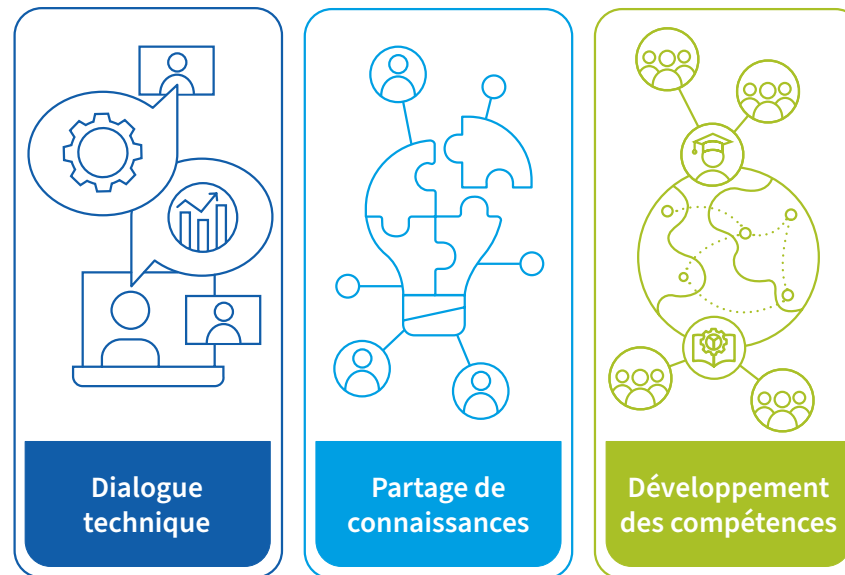 Dialogue
technique
Partage de
connaissances
Développement
des compétences